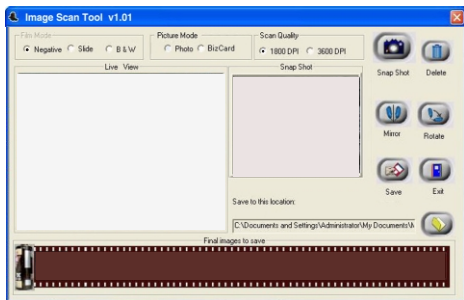 Image Scan Tool v1.01
Film Mode
Negative Slide B & W
Picture Mode
Photo BizCard
Scan Quality
1800 DPI 3600 DPI
Live View
Snap Shot
Snap Shot
Delete
Mirror
Rotate
Save
Exit
Save to this location:
C:\Documents and Settings\Administrator\My Documents\M
Final images to save